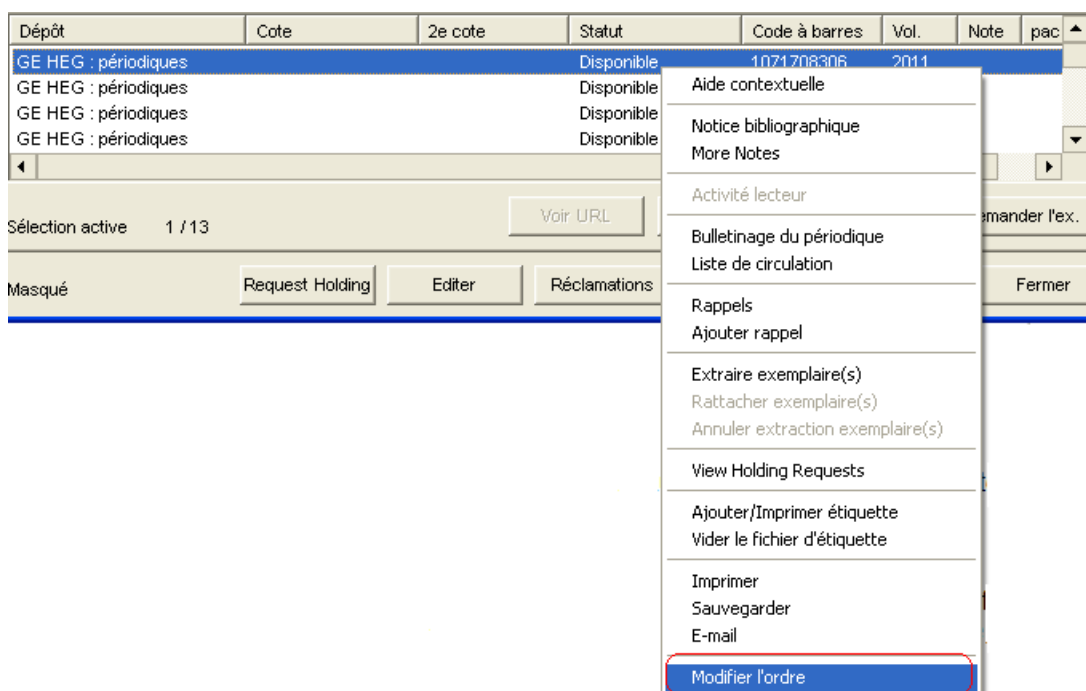 Dépôt Cote 2e cote Statut Code à barres Vol. Note pac
GE HEG : périodiques Disponible 1071708306 2011
GE HEG : périodiques Disponible
GE HEG : périodiques Disponible
GE HEG : périodiques Disponible
Sélection active 1 / 13 Voir URL emander l'ex.
Masqué Request Holding Editer Réclamations Fermer
Aide contextuelle
Notice bibliographique
More Notes
Activité lecteur
Bulletinage du périodique
Liste de circulation
Rappels
Ajouter rappel
Extraire exemplaire(s)
Rattacher exemplaire(s)
Annuler extraction exemplaire(s)
View Holding Requests
Ajouter/Imprimer étiquette
Vider le fichier d'étiquette
Imprimer
Sauvegarder
E-mail
Modifier l'ordre